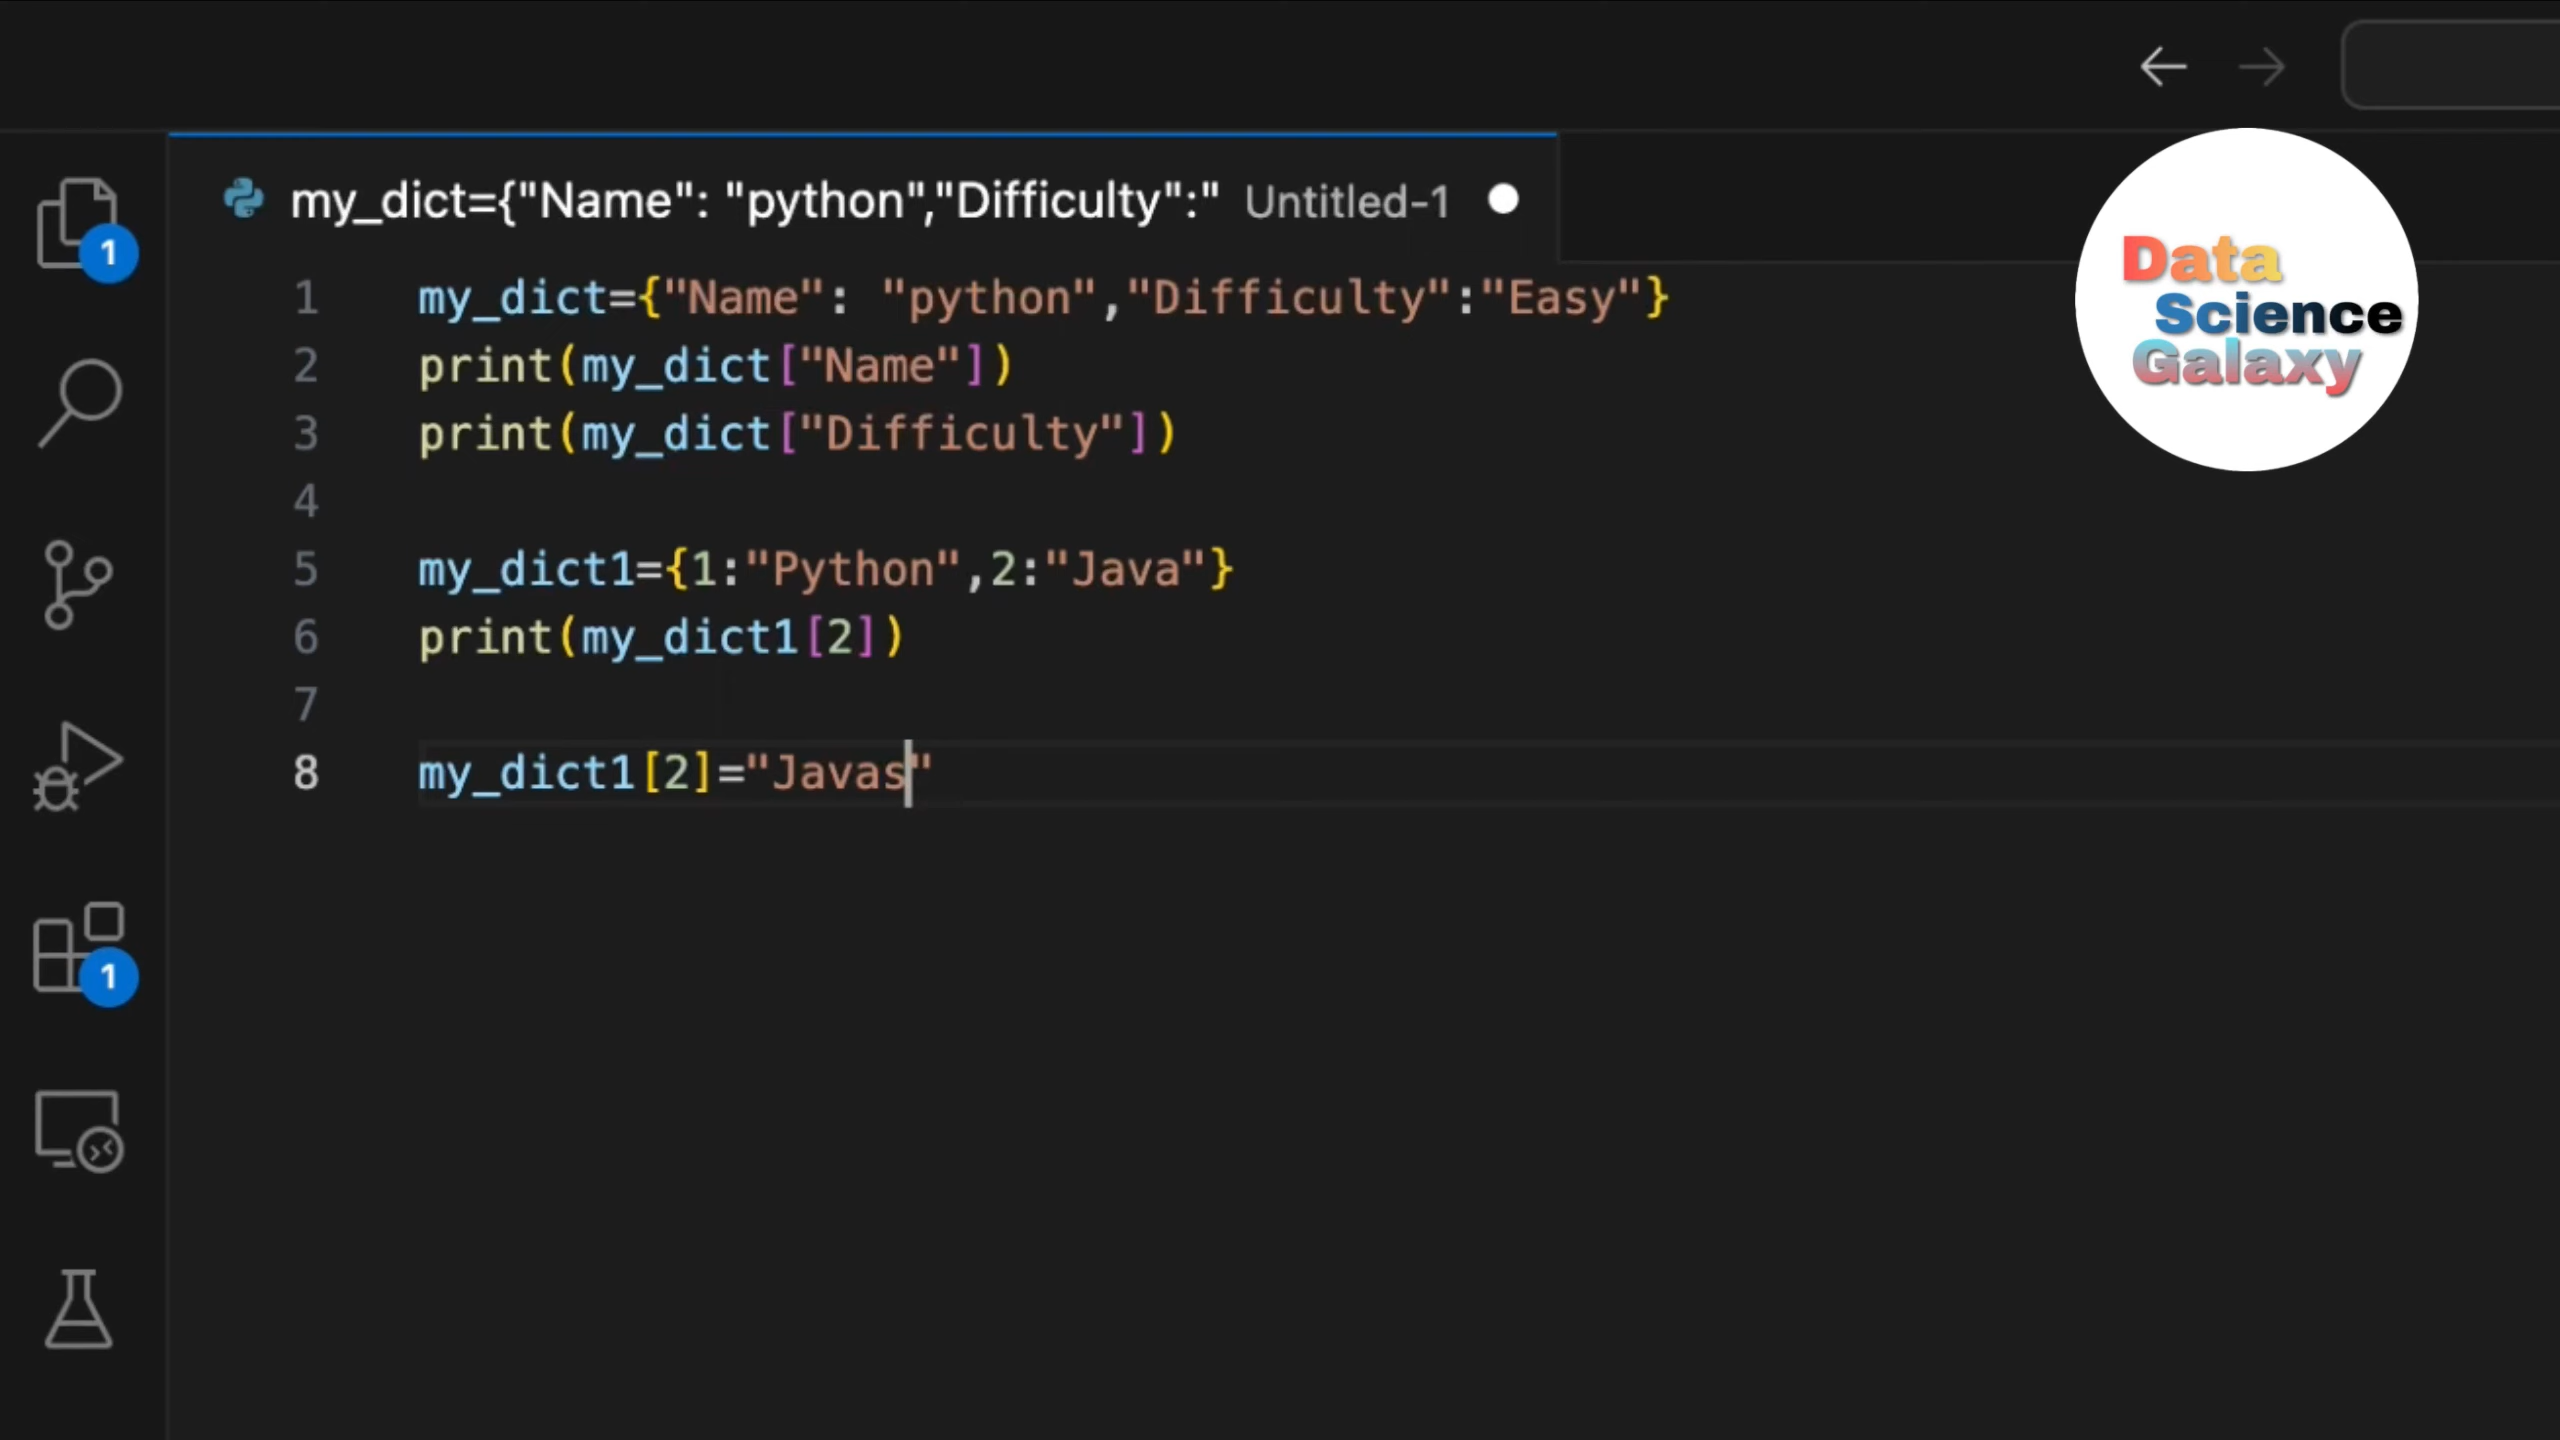 my_dict={"Name": "python","Difficulty":" Untitled-1
1
1 my_dict={"Name": "python","Difficulty":"Easy"}
2 print(my_dict["Name"])
3 print(my_dict["Difficulty"])
4
5 my_dict1={1:"Python",2:"Java"}
6 print(my_dict1[2])
7
8 my_dict1[2]="Javas"
1
Data
Science
Galaxy